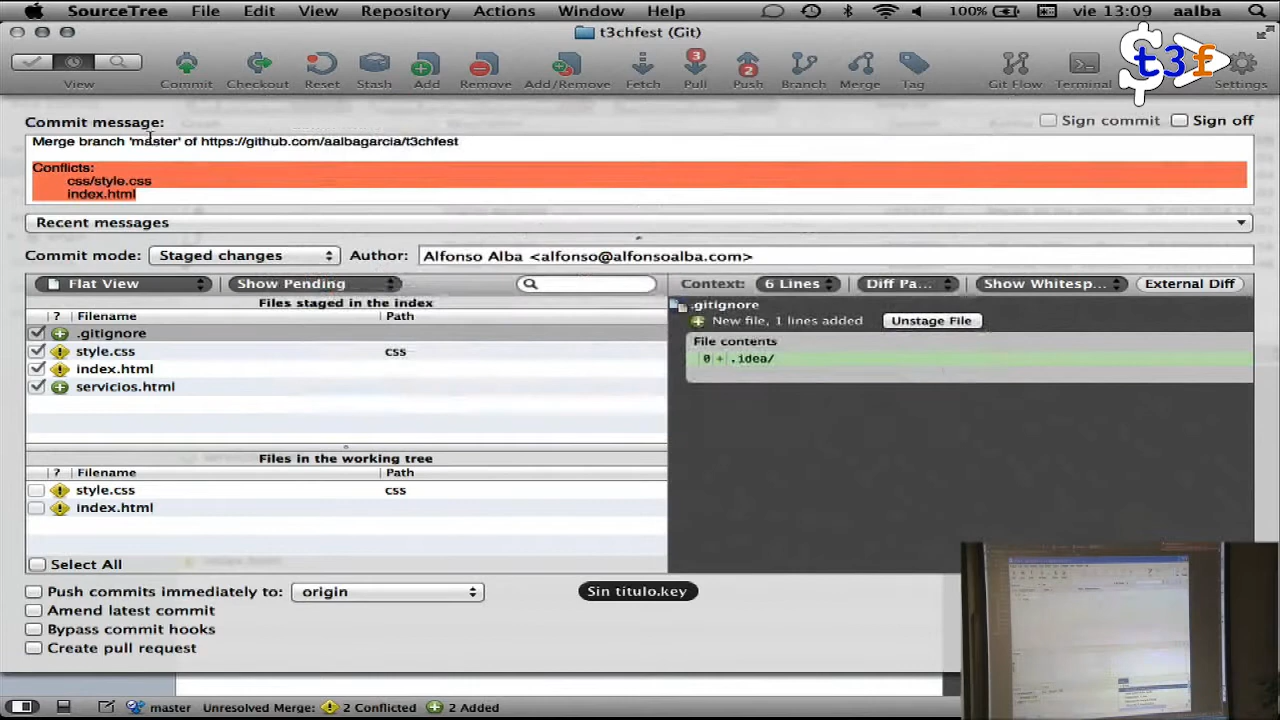 SourceTree File Edit View Repository Actions Window Help 100% vie 13:09 aalba
t3chfest (Git)
$ t3f
3 2
View Commit Checkout Reset Stash Add Remove Add/Remove Fetch Pull Push Branch Merge Tag Git Flow Terminal Settings
Commit message: Sign commit Sign off
Merge branch 'master' of https://github.com/aalbagarcia/t3chfest
Conflicts:
css/style.css
index.html
Recent messages
Commit mode: Staged changes Author: Alfonso Alba <alfonso@alfonsoalba.com>
Flat View Show Pending Context: 6 Lines Diff Pa... Show Whitesp... External Diff
Files staged in the index
? Filename Path
.gitignore
style.css css
index.html
servicios.html
.gitignore
New file, 1 lines added Unstage File
File contents
0 + .idea/
Files in the working tree
? Filename Path
style.css css
index.html
Select All
Push commits immediately to: origin
Sin titulo.key
Amend latest commit
Bypass commit hooks
Create pull request
master Unresolved Merge: 2 Conflicted 2 Added